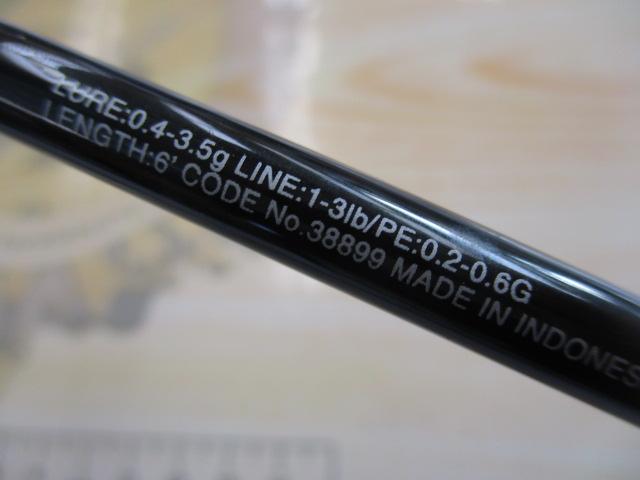 LURE:0.4-3.5g LINE:1-3lb/PE:0.2-0.6G
LENGTH:6' CODE No.38899 MADE IN INDONES